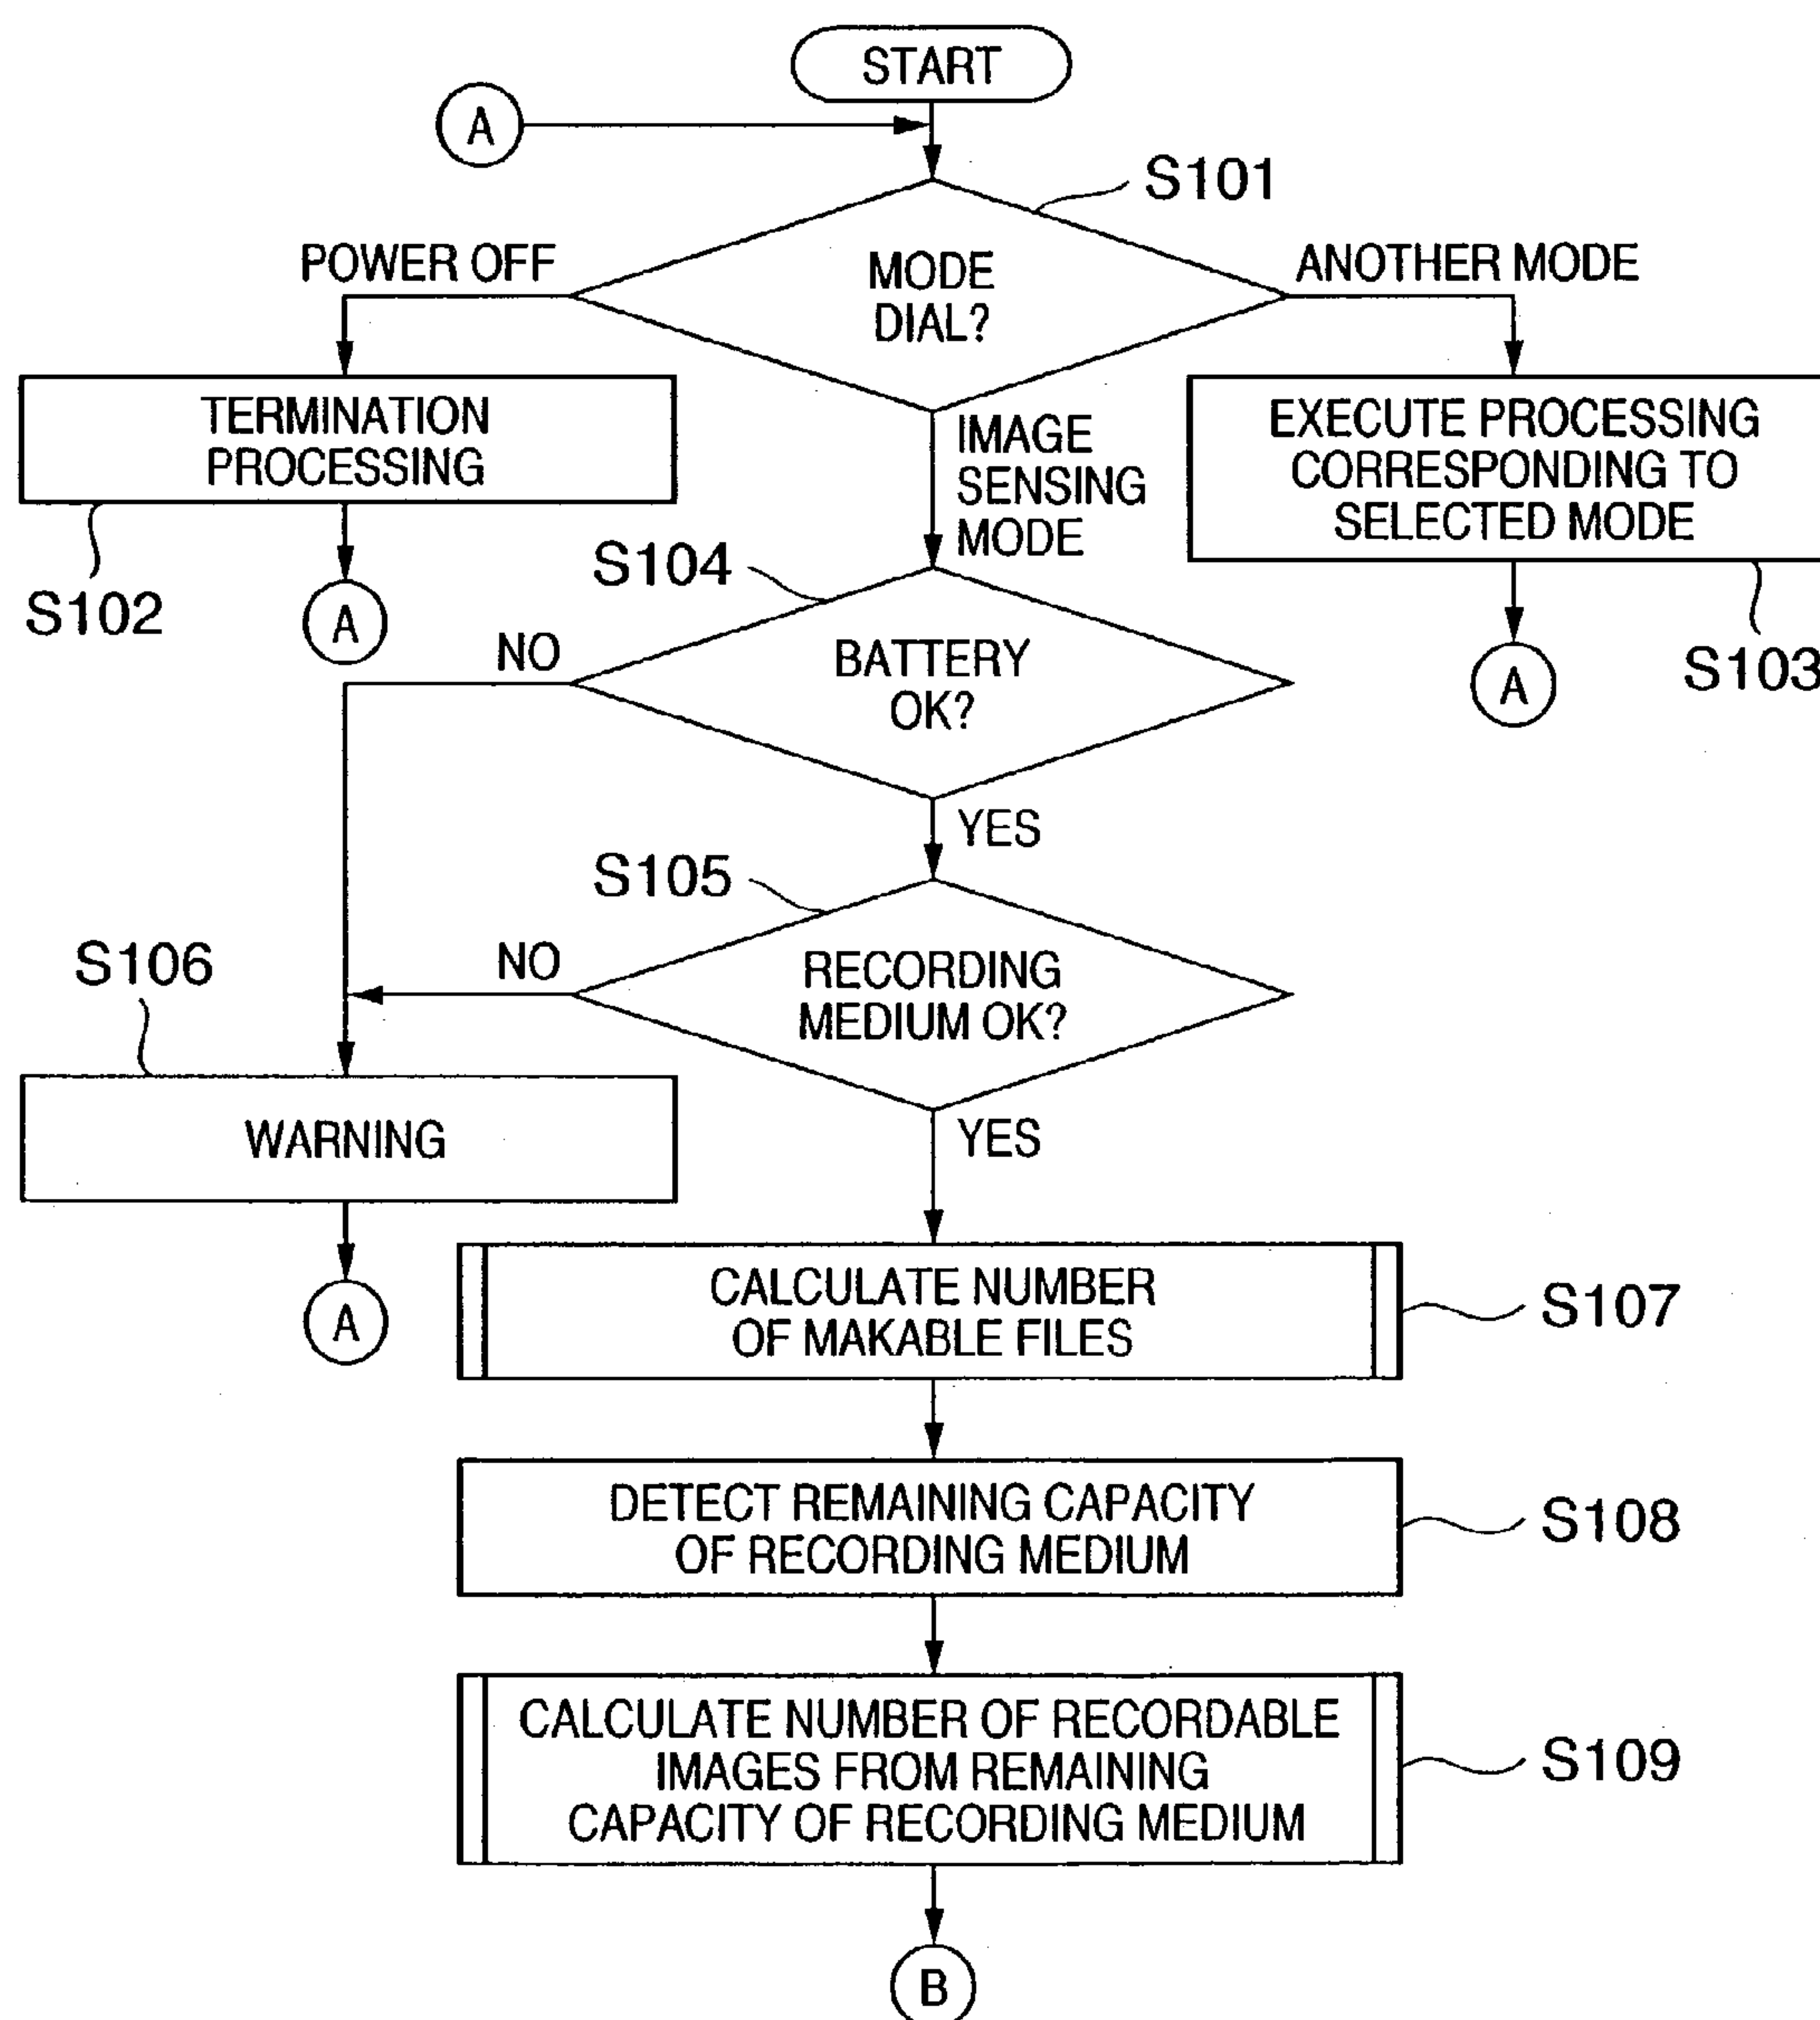 START
A
S101
POWER OFF
MODE
DIAL?
ANOTHER MODE
TERMINATION
PROCESSING
IMAGE
SENSING
MODE
EXECUTE PROCESSING
CORRESPONDING TO
SELECTED MODE
S102
A
S104
NO
BATTERY
OK?
S103
A
YES
S105
S106
NO
RECORDING
MEDIUM OK?
WARNING
YES
A
CALCULATE NUMBER
OF MAKABLE FILES
S107
DETECT REMAINING CAPACITY
OF RECORDING MEDIUM
S108
CALCULATE NUMBER OF RECORDABLE
IMAGES FROM REMAINING
CAPACITY OF RECORDING MEDIUM
S109
B